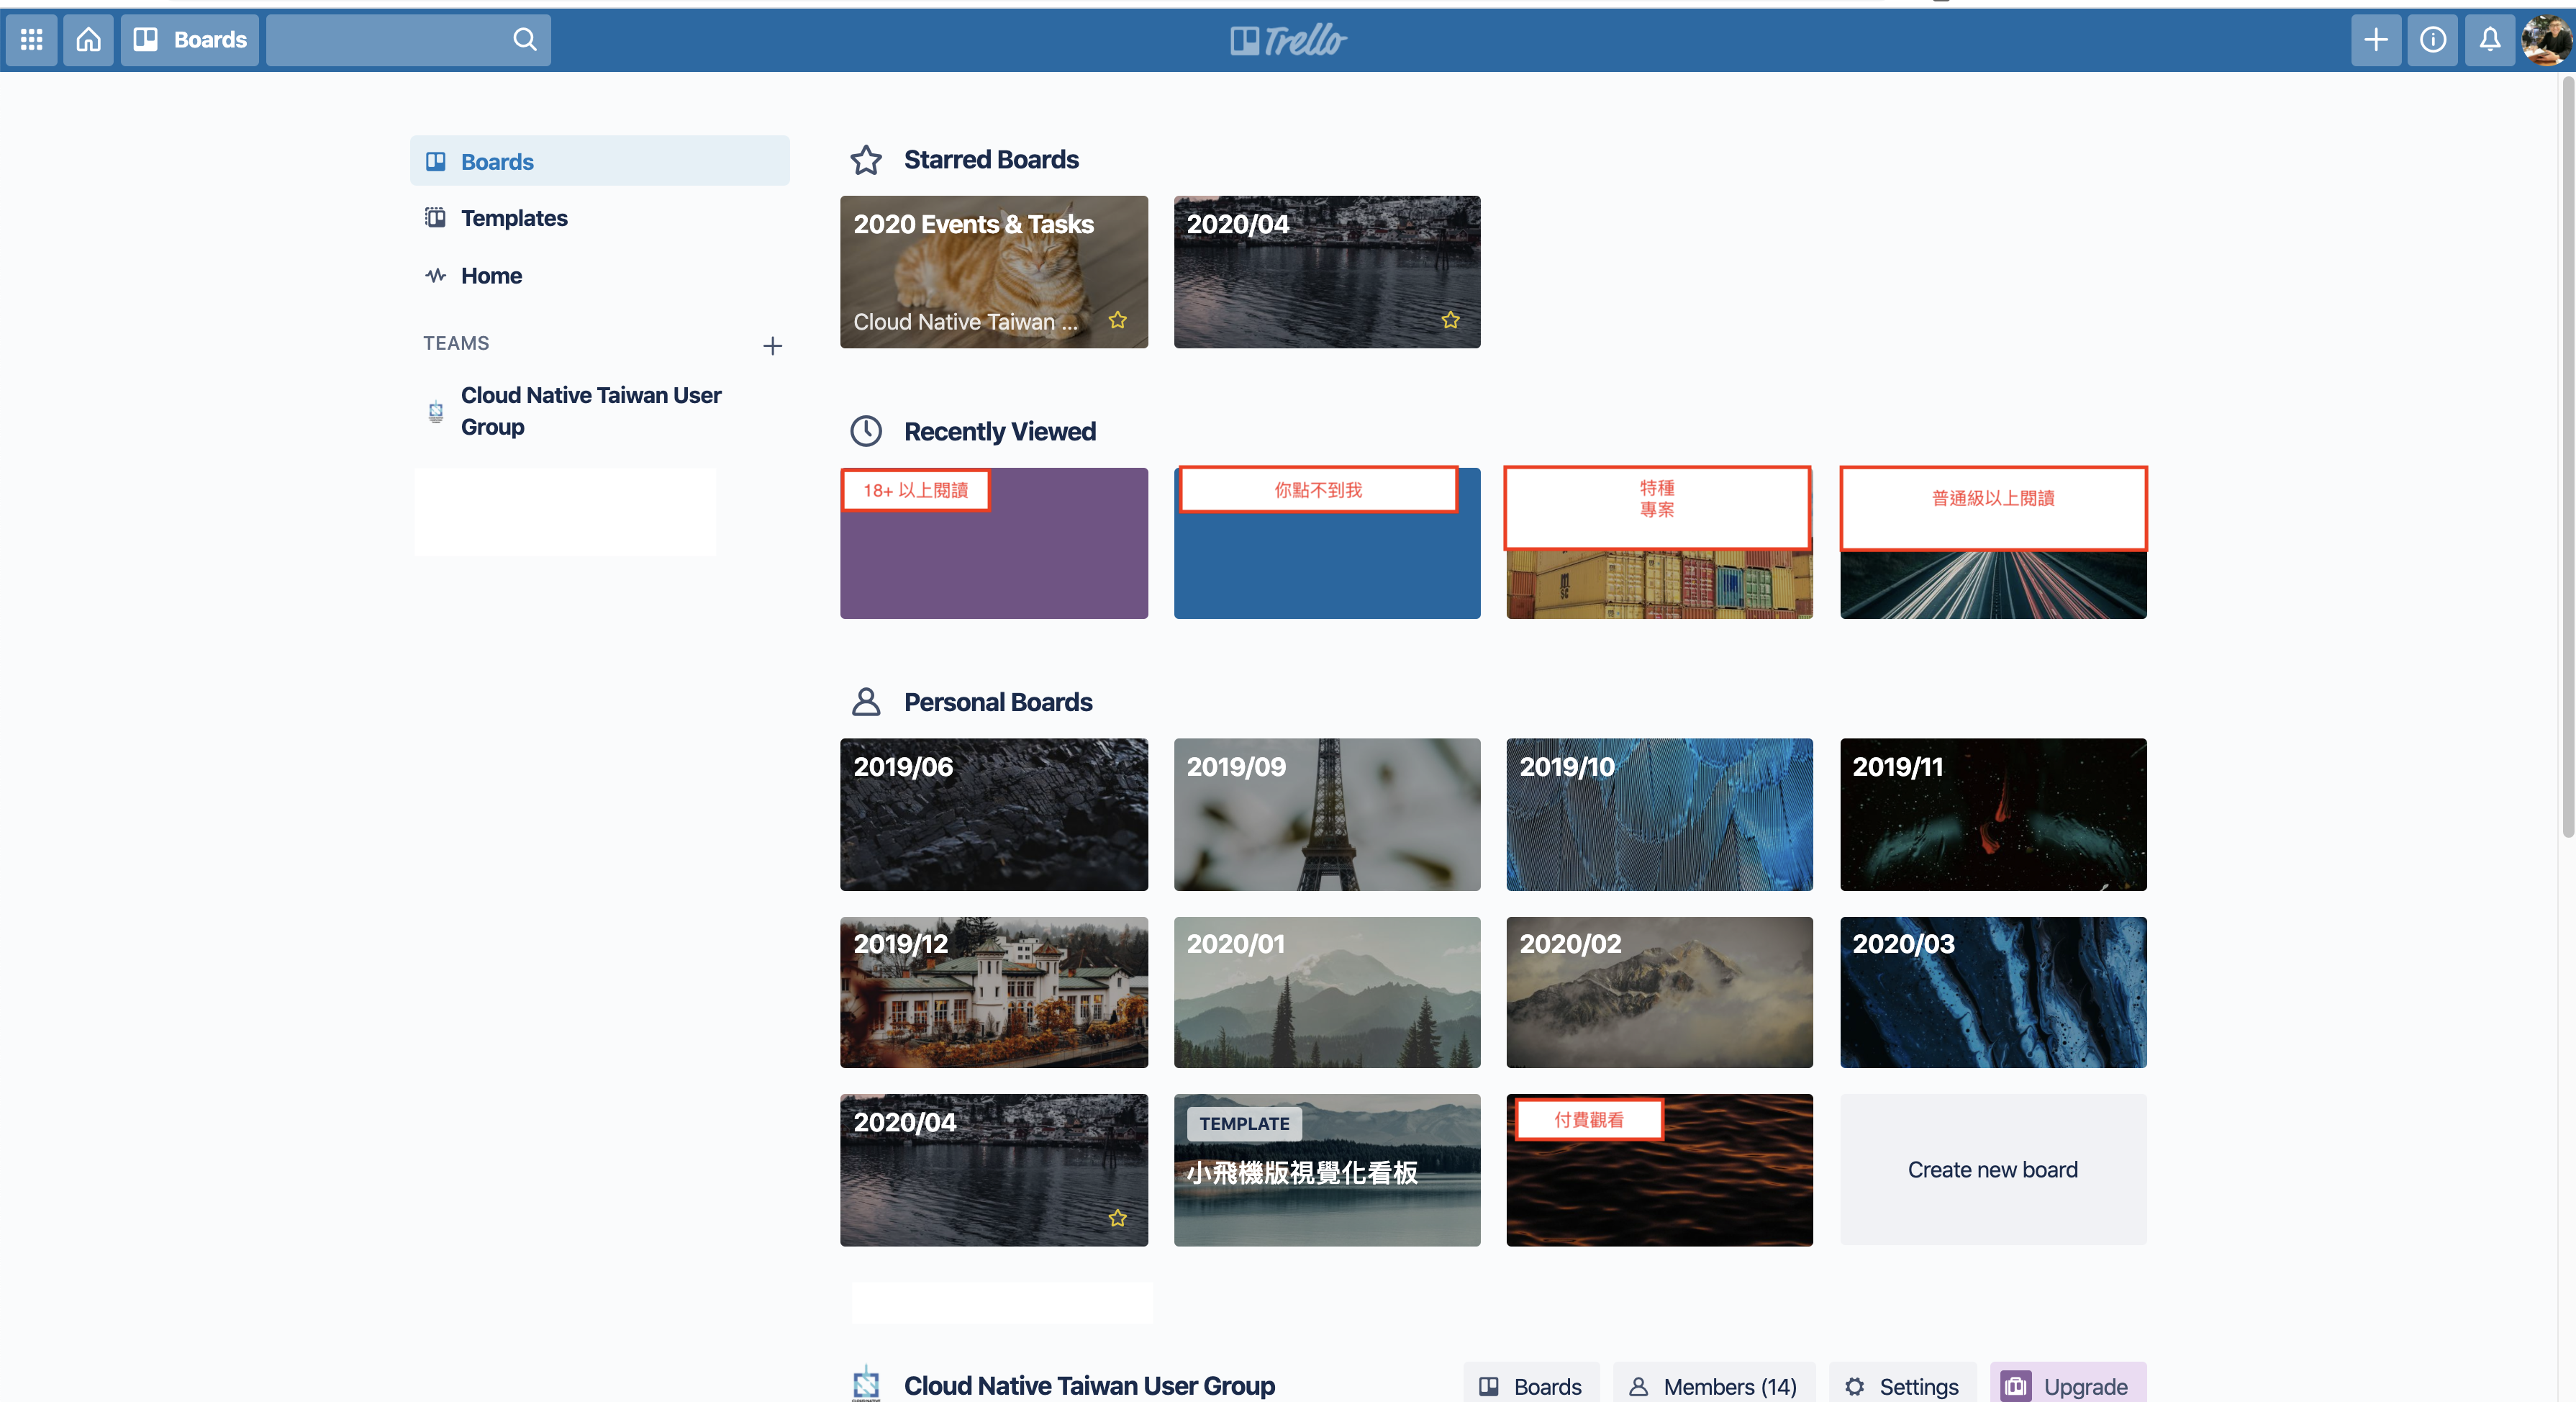 Boards
Trello
Boards
Templates
Home
TEAMS
Cloud Native Taiwan User
Group
Starred Boards
2020 Events & Tasks
Cloud Native Taiwan ...
2020/04
Recently Viewed
18+ 以上閱讀
你點不到我
特種
專案
普通級以上閱讀
Personal Boards
2019/06
2019/09
2019/10
2019/11
2019/12
2020/01
2020/02
2020/03
2020/04
TEMPLATE
小飛機版視覺化看板
付費觀看
Create new board
Cloud Native Taiwan User Group
Boards
Members (14)
Settings
Upgrade